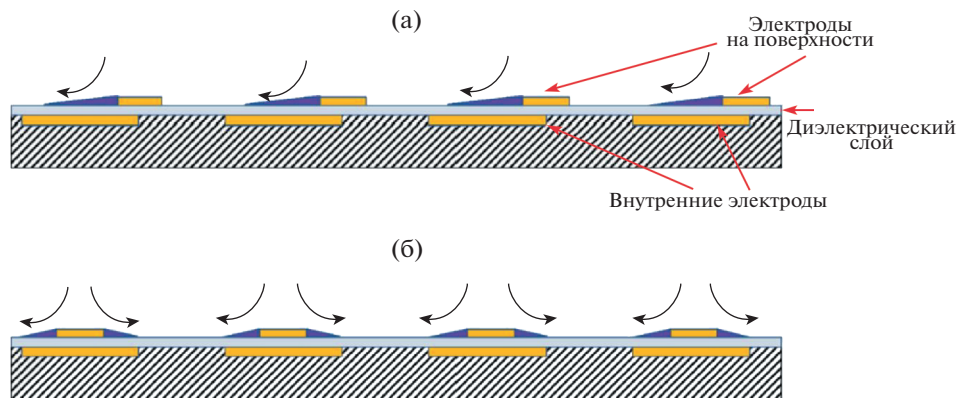 (а)
Электроды
на поверхности
Диэлектрический
слой
Внутренние электроды
(б)